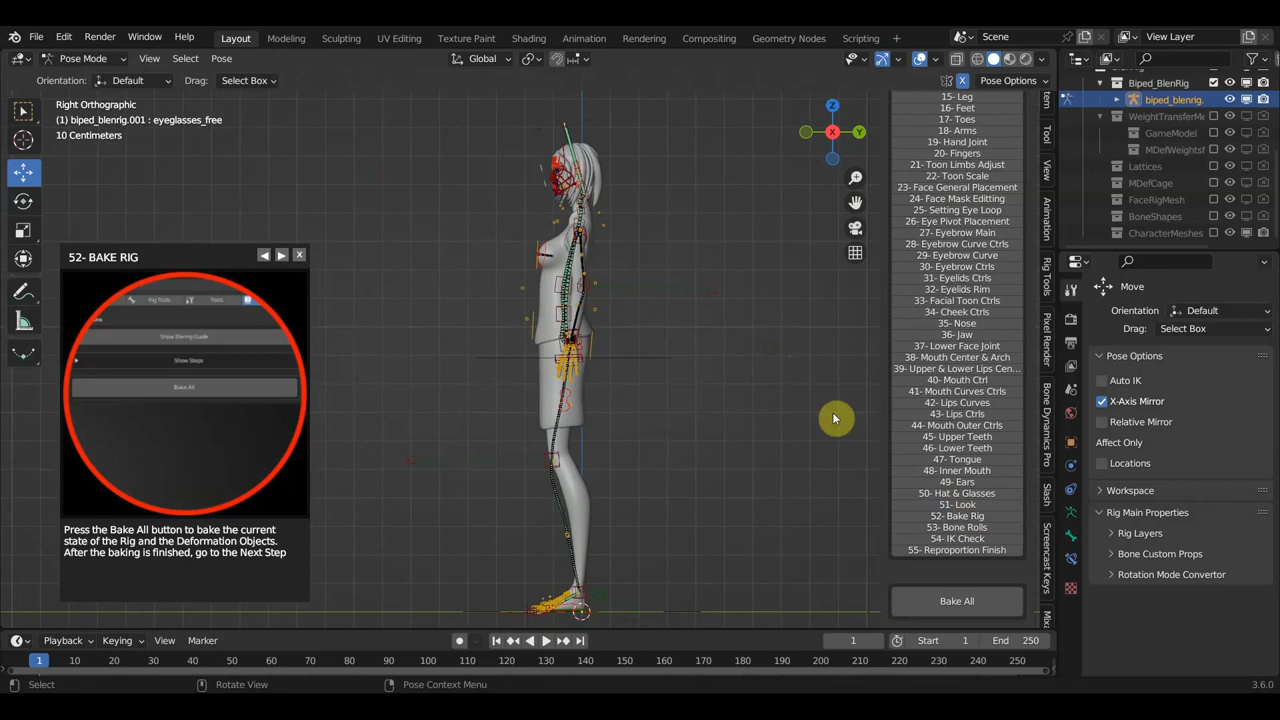 File Edit Render Window Help Layout Modeling Sculpting UV Editing Texture Paint Shading Animation Rendering Compositing Geometry Nodes Scripting + Scene View Layer
Pose Mode View Select Pose Global
Orientation: Default Drag: Select Box X Pose Options
Right Orthographic
(1) biped_blenrig.001 : eyeglasses_free
10 Centimeters
Z
X
Y
52- BAKE RIG
Rig Tools Tools
Show Steps
Bake All
Press the Bake All button to bake the current
state of the Rig and the Deformation Objects.
After the baking is finished, go to the Next Step
15- Leg
16- Feet
17- Toes
18- Arms
19- Hand Joint
20- Fingers
21- Toon Limbs Adjust
22- Toon Scale
23- Face General Placement
24- Face Mask Editting
25- Setting Eye Loop
26- Eye Pivot Placement
27- Eyebrow Main
28- Eyebrow Curve Ctrls
29- Eyebrow Curve
30- Eyebrow Ctrls
31- Eyelids Ctrls
32- Eyelids Rim
33- Facial Toon Ctrls
34- Cheek Ctrls
35- Nose
36- Jaw
37- Lower Face Joint
38- Mouth Center & Arch
39- Upper & Lower Lips Cen...
40- Mouth Ctrl
41- Mouth Curves Ctrls
42- Lips Curves
43- Lips Ctrls
44- Mouth Outer Ctrls
45- Upper Teeth
46- Lower Teeth
47- Tongue
48- Inner Mouth
49- Ears
50- Hat & Glasses
51- Look
52- Bake Rig
53- Bone Rolls
54- IK Check
55- Reproportion Finish
Bake All
Item
Tool
View
Animation
Rig Tools
Pixel Render
Bone Dynamics Pro
Slash
Screencast Keys
Biped_BlenRig
biped_blenrig.
WeightTransferMe
GameModel
MDefWeights
Lattices
MDefCage
FaceRigMesh
BoneShapes
CharacterMeshes
Move
Orientation Default
Drag: Select Box
Pose Options
Auto IK
X-Axis Mirror
Relative Mirror
Affect Only
Locations
Workspace
Rig Main Properties
Rig Layers
Bone Custom Props
Rotation Mode Convertor
Playback Keying View Marker 1 Start 1 End 250
1 10 20 30 40 50 60 70 80 90 100 110 120 130 140 150 160 170 180 190 200 210 220 230 240 250
Select Rotate View Pose Context Menu 3.6.0